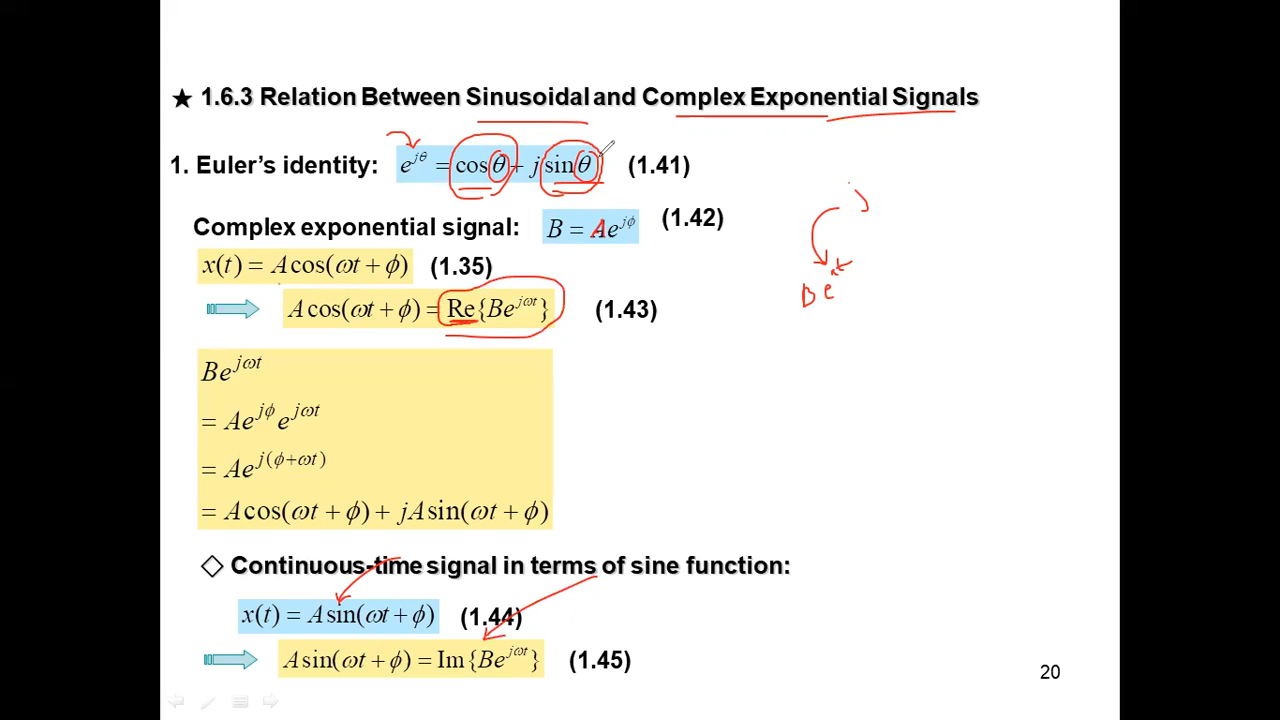 ★ 1.6.3 Relation Between Sinusoidal and Complex Exponential Signals
1. Euler's identity: e^{jθ} = cos θ + j sin θ (1.41)
Complex exponential signal: B = Ae^{jϕ} (1.42)
x(t) = A cos(ωt + ϕ) (1.35)
A cos(ωt + ϕ) = Re{Be^{jωt}} (1.43)
j
Be
Be^{jωt}
= Ae^{jϕ} e^{jωt}
= Ae^{j(ϕ+ωt)}
= A cos(ωt + ϕ) + jA sin(ωt + ϕ)
◇ Continuous-time signal in terms of sine function:
x(t) = A sin(ωt + ϕ) (1.44)
A sin(ωt + ϕ) = Im{Be^{jωt}} (1.45)
20